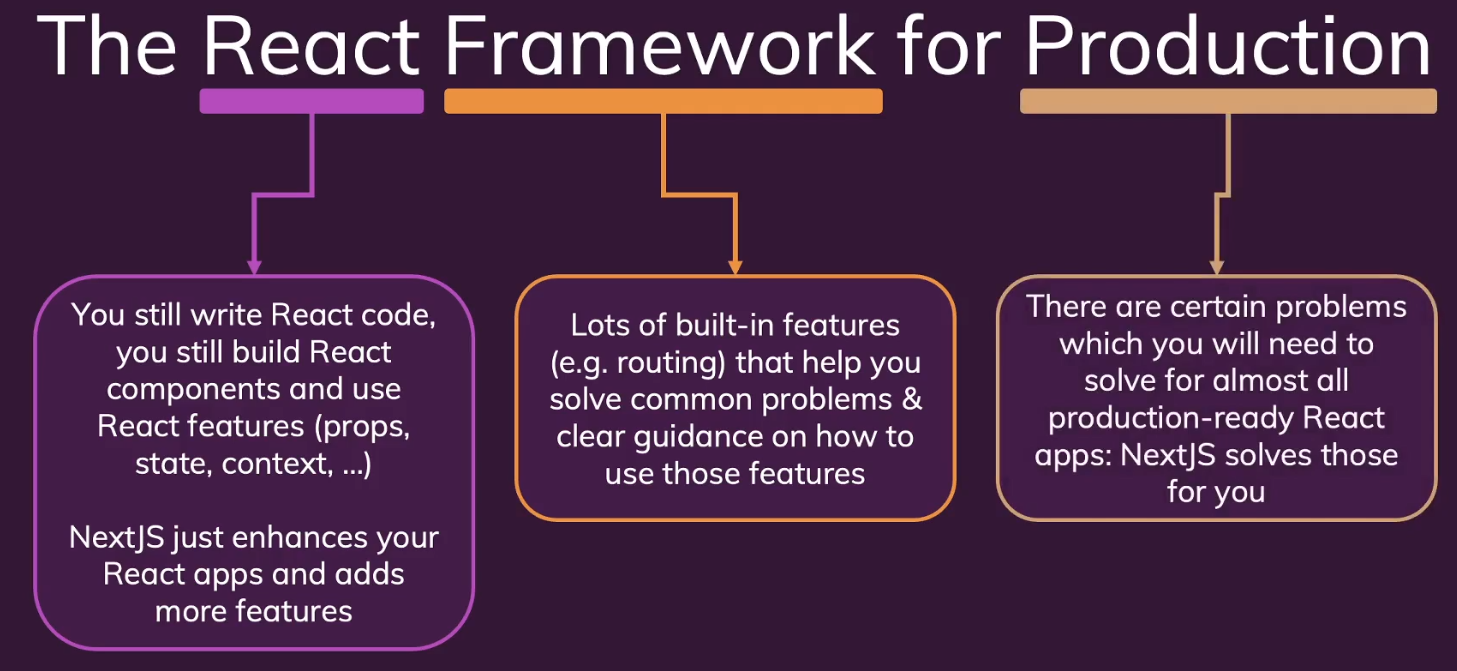 The React Framework for Production
You still write React code,
you still build React
components and use
React features (props,
state, context, ...)
NextJS just enhances your
React apps and adds
more features
Lots of built-in features
(e.g. routing) that help you
solve common problems &
clear guidance on how to
use those features
There are certain problems
which you will need to
solve for almost all
production-ready React
apps: NextJS solves those
for you